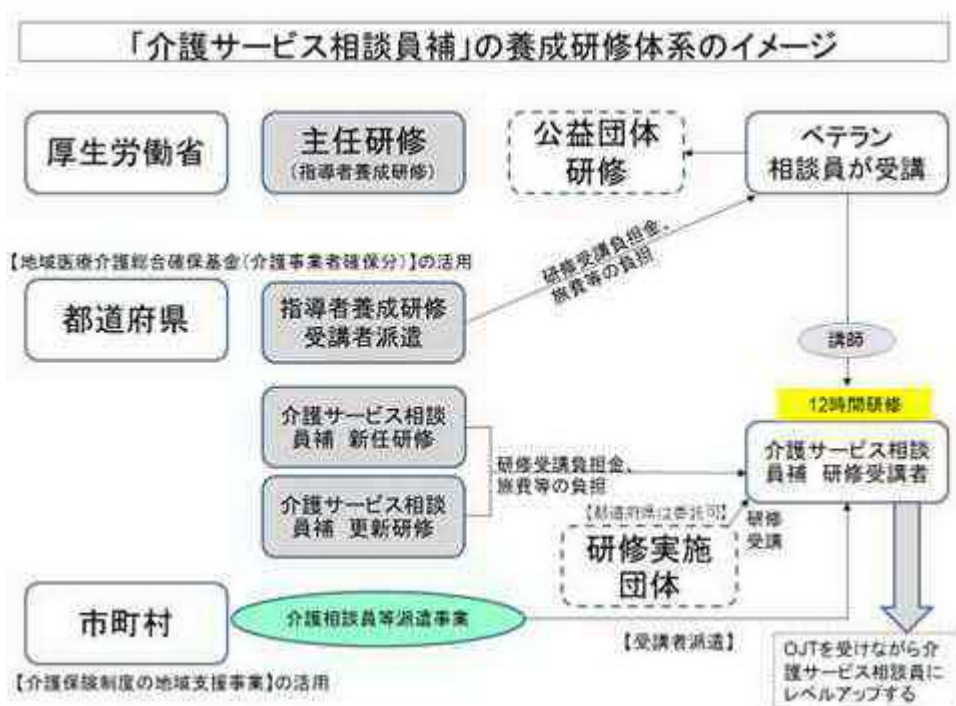 「介護サービス相談員補」の養成研修体系のイメージ
厚生労働省
主任研修
(指導者養成研修)
公益団体
研修
ベテラン
相談員が受講
研修受講負担金、
旅費等の負担
【地域医療介護総合確保基金(介護事業者確保分)】の活用
都道府県
指導者養成研修
受講者派遣
講師
12時間研修
介護サービス相談
員補 新任研修
介護サービス相談
員補 研修受講者
研修受講負担金、
旅費等の負担
介護サービス相談
員補 更新研修
【都道府県は委託可】
研修
受講
研修実施
団体
市町村
介護相談員等派遣事業
【受講者派遣】
OJTを受けながら介
護サービス相談員に
レベルアップする
【介護保険制度の地域支援事業】の活用